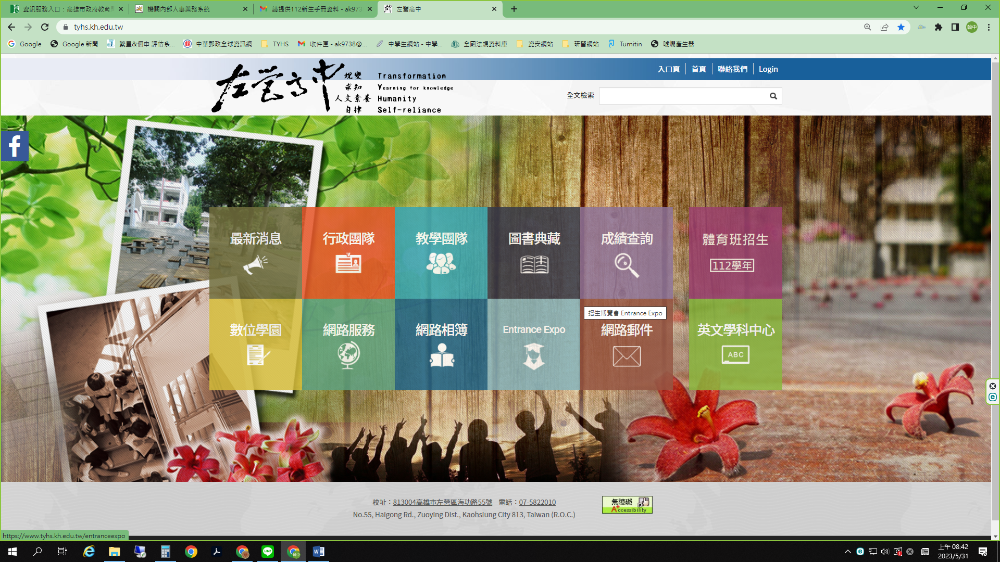 資訊服務入口：高雄市政府教育
機關內部人事業務系統
請提供112新生手冊資料 - ak973
左營高中
tyhs.kh.edu.tw
翰中
Google
Google 新聞
繁星&個申 評估系...
中華郵政全球資訊網
TYHS
收件匣 - ak9738@...
中學生網站 - 中學...
全國法規資料庫
資安網站
研習網站
Turnitin
唬爛產生器
左營高中
蛻變 Transformation
求知 Yearning for knowledge
人文素養 Humanity
自律 Self-reliance
入口頁 首頁 聯絡我們 Login
全文檢索
最新消息
行政團隊
教學團隊
圖書典藏
成績查詢
體育班招生
112學年
數位學園
網路服務
網路相簿
Entrance Expo
招生博覽會 Entrance Expo
網路郵件
英文學科中心
ABC
校址：813004高雄市左營區海功路55號 電話：07-5822010
No.55, Haigong Rd., Zuoying Dist., Kaohsiung City 813, Taiwan (R.O.C.)
無障礙
A+ccessibility
https://www.tyhs.kh.edu.tw/entranceexpo
LINE
上午 08:42
2023/5/31